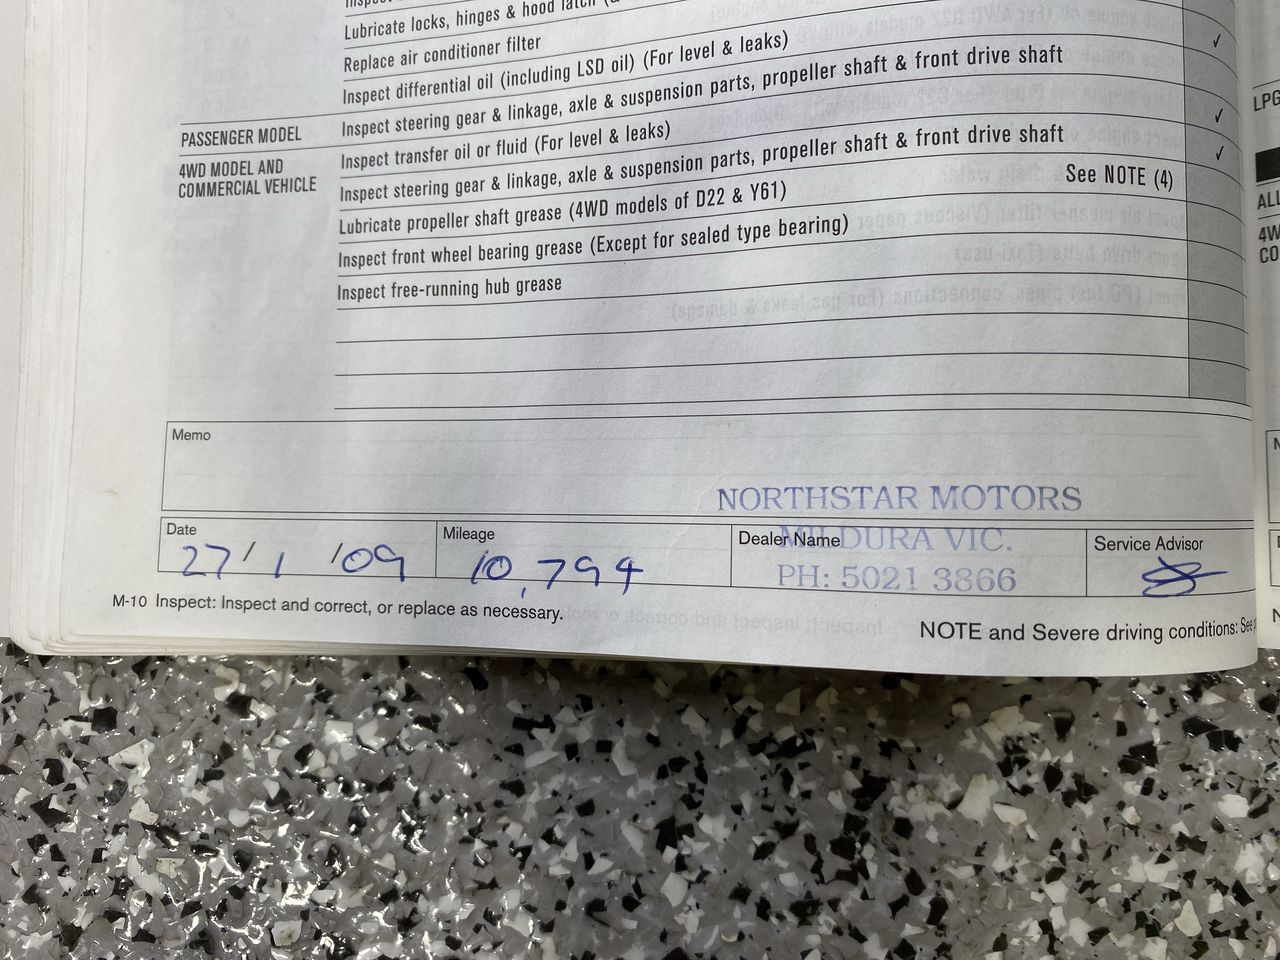 Lubricate locks, hinges & hood latch
Replace air conditioner filter
Inspect differential oil (including LSD oil) (For level & leaks)
✓
PASSENGER MODEL
Inspect steering gear & linkage, axle & suspension parts, propeller shaft & front drive shaft
4WD MODEL AND
COMMERCIAL VEHICLE
Inspect transfer oil or fluid (For level & leaks)
✓
Inspect steering gear & linkage, axle & suspension parts, propeller shaft & front drive shaft
✓
Lubricate propeller shaft grease (4WD models of D22 & Y61)
See NOTE (4)
Inspect front wheel bearing grease (Except for sealed type bearing)
Inspect free-running hub grease
Memo
NORTHSTAR MOTORS
MILDURA VIC.
PH: 5021 3866
Date
27/1/09
Mileage
10,794
Dealer Name
Service Advisor
M-10 Inspect: Inspect and correct, or replace as necessary.
NOTE and Severe driving conditions: See
LPG